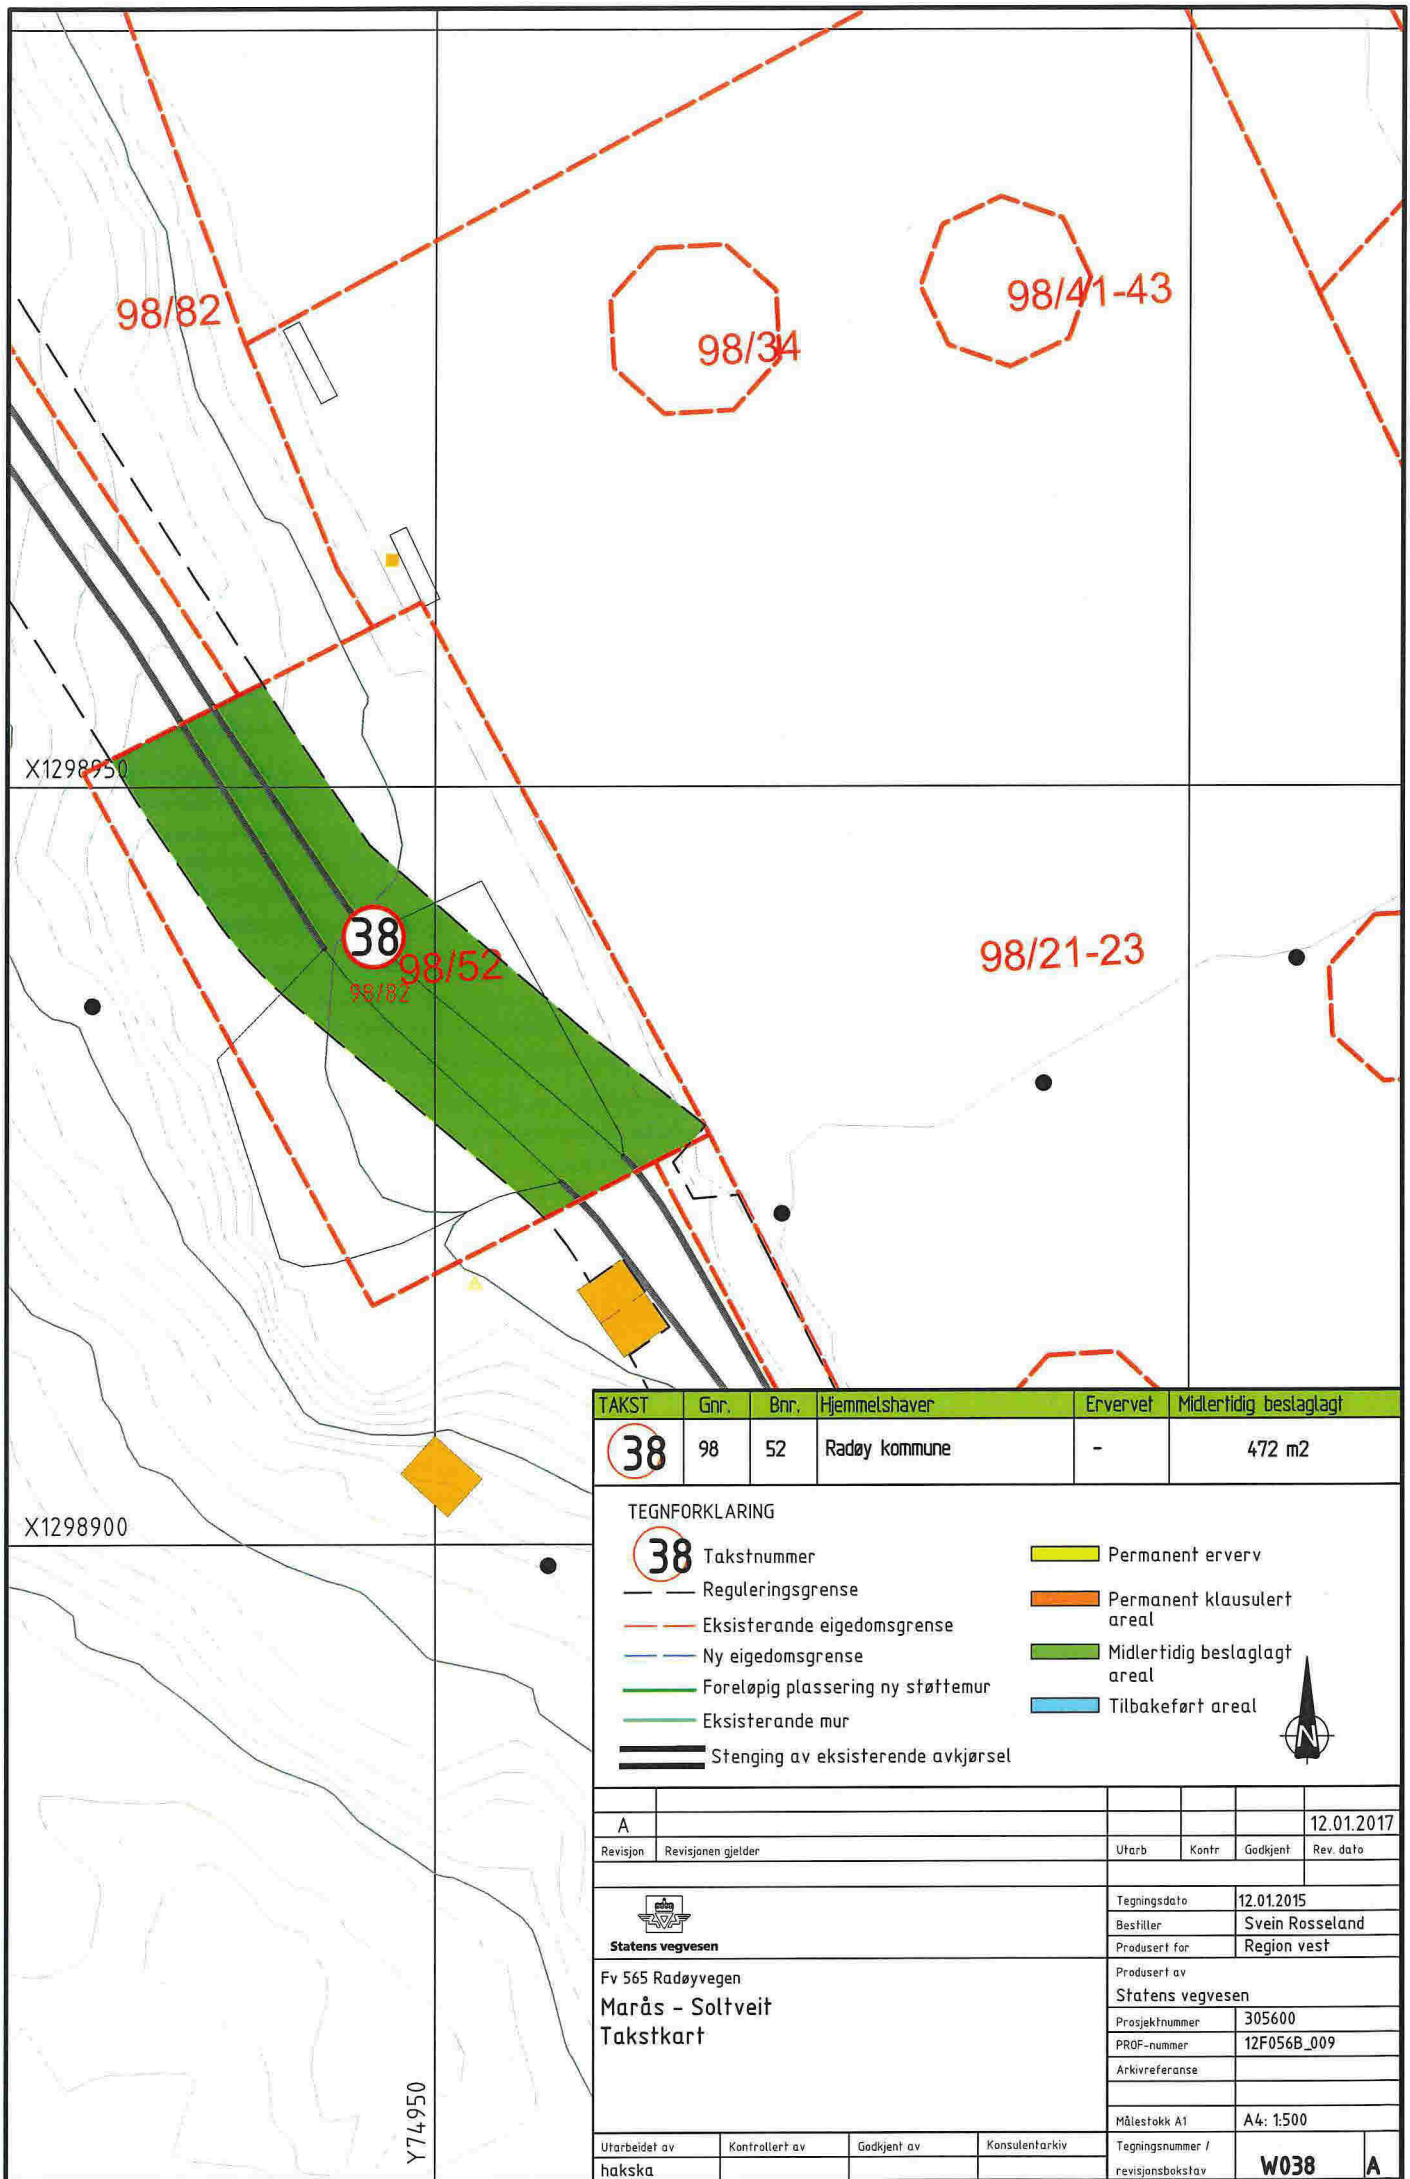 98/82
98/34
98/41-43
X1298950
38
98/52
98/82
98/21-23
X1298900
Y74950
TAKST Gnr. Bnr. Hjemmelshaver Ervervet Midlertidig beslaglagt
38 98 52 Radøy kommune - 472 m2
TEGNFORKLARING
38 Takstnummer
Reguleringsgrense
Eksisterande eigedomsgrense
Ny eigedomsgrense
Foreløpig plassering ny støttemur
Eksisterande mur
Stenging av eksisterende avkjørsel
Permanent erverv
Permanent klausulert
areal
Midlertidig beslaglagt
areal
Tilbakeført areal
N
A 12.01.2017
Revisjon Revisjonen gjelder Utarb Kontr Godkjent Rev. dato
Statens vegvesen
Tegningsdato 12.01.2015
Bestiller Svein Rosseland
Produsert for Region vest
Fv 565 Radøyvegen
Marås - Soltveit
Takstkart
Produsert av
Statens vegvesen
Prosjektnummer 305600
PROF-nummer 12F056B_009
Arkivreferanse
Målestokk A1 A4: 1:500
Utarbeidet av Kontrollert av Godkjent av Konsulentarkiv
hakska
Tegningsnummer /
revisjonsbokstav W038 A